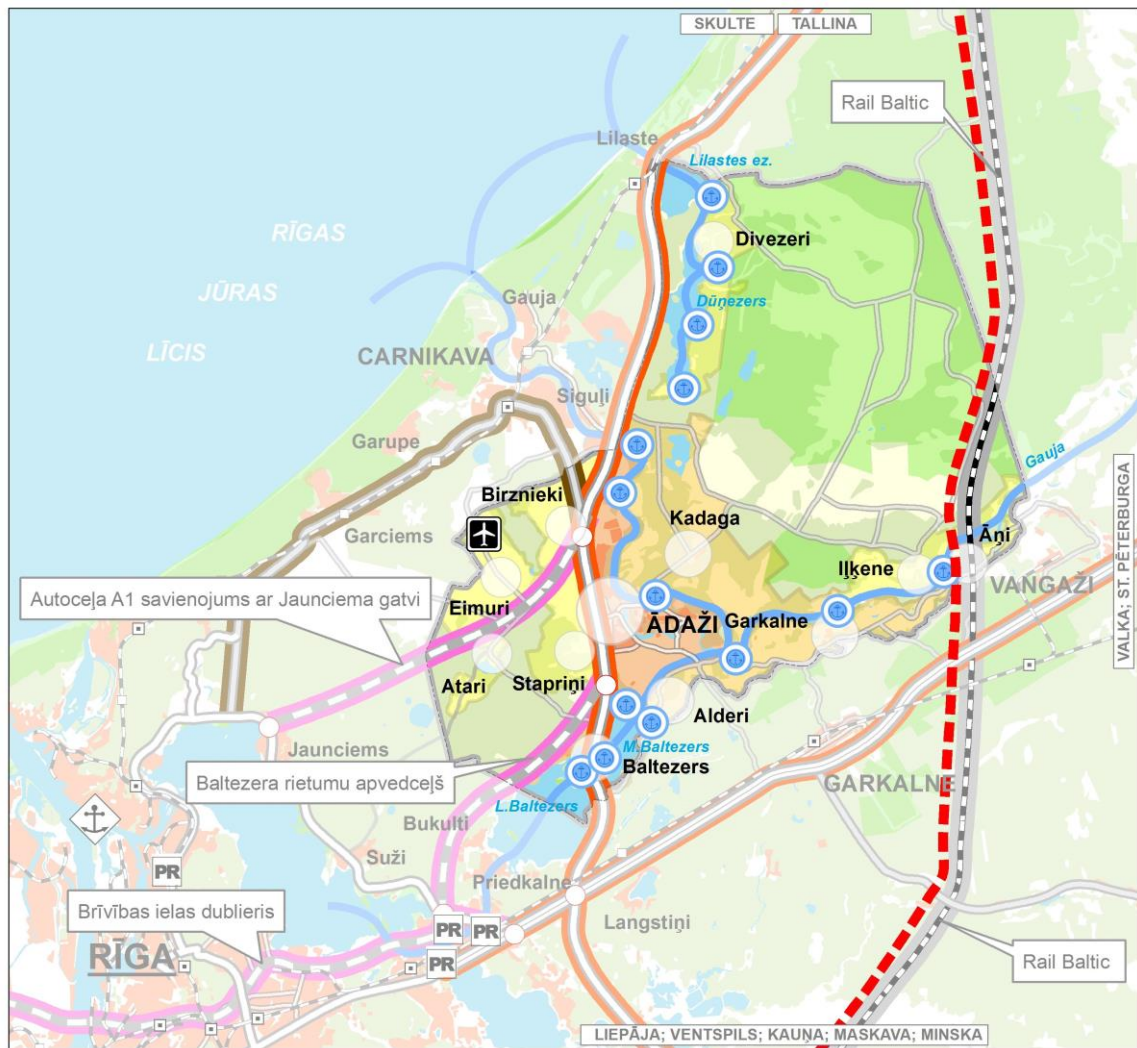 SKULTE
TALLINA
Rail Baltic
Lilaste
Lilastes ez.
Divezeri
RĪGAS
JŪRAS
LĪCIS
Gauja
Dūņezers
CARNIKAVA
Siguļi
Garupe
Gauja
Birznieki
Kadaga
Garciems
Āņi
Iļķene
VANGAŽI
VALKA; ST. PĒTERBURGA
Autoceļa A1 savienojums ar Jaunciema gatvi
Eimuri
ĀDAŽI
Garkalne
Atari
Stapriņi
Alderi
Jaunciems
M.Baltezers
Baltezers
Baltezera rietumu apvedceļš
GARKALNE
L.Baltezers
Bukulti
Suži
PR
Priedkalne
Brīvības ielas dublieris
Langstiņi
PR
PR
PR
RĪGA
Rail Baltic
LIEPĀJA; VENTSPILS; KAUŅA; MASKAVA; MINSKA